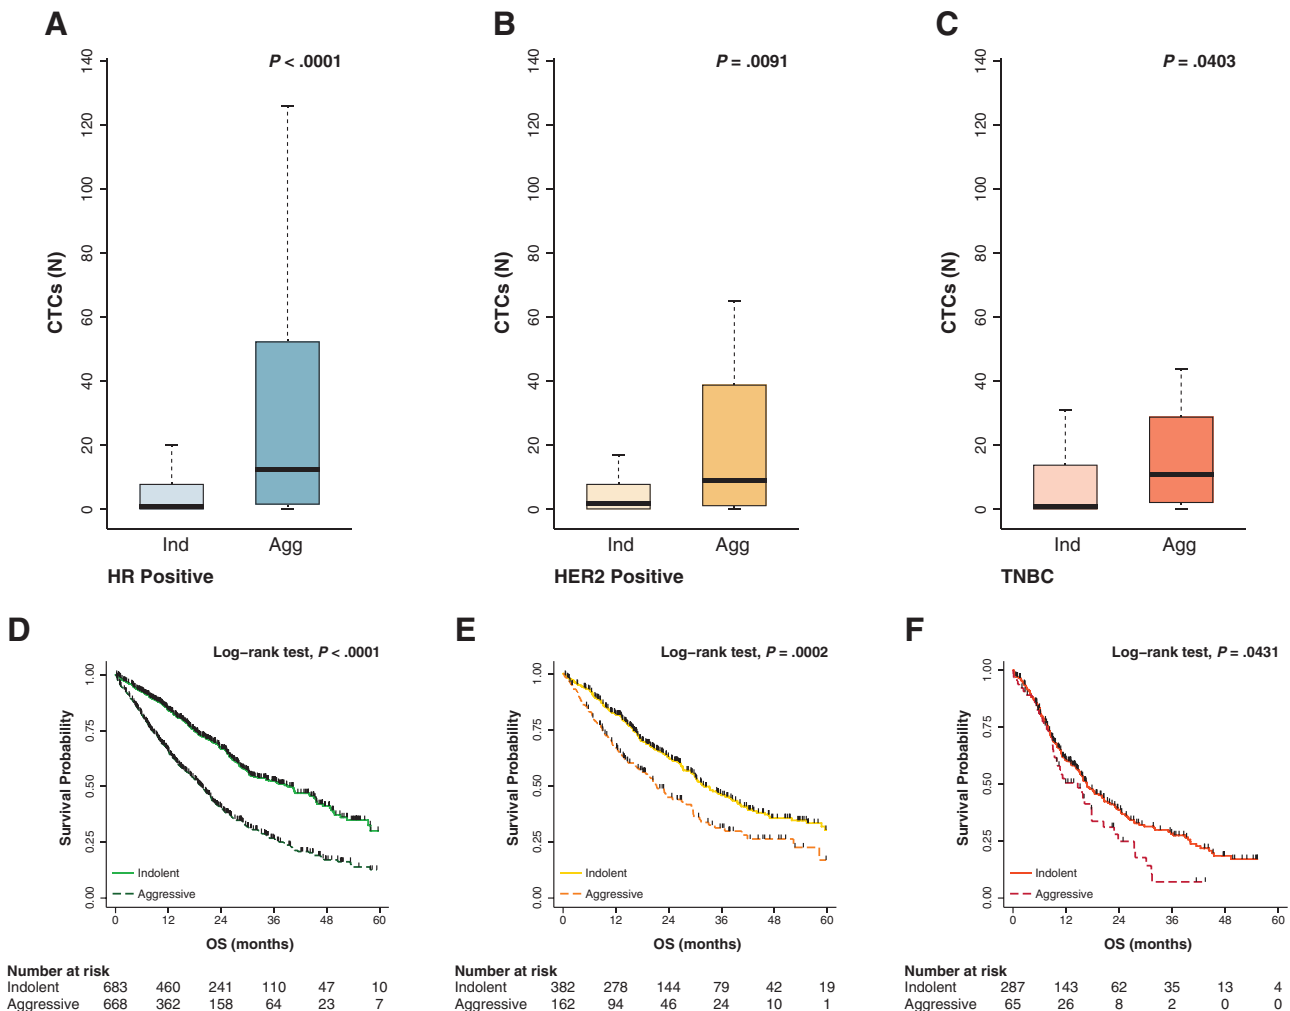 A
P < .0001
CTCs (N)
140
120
100
80
60
40
20
0
Ind Agg
HR Positive
B
P = .0091
CTCs (N)
140
120
100
80
60
40
20
0
Ind Agg
HER2 Positive
C
P = .0403
CTCs (N)
140
120
100
80
60
40
20
0
Ind Agg
TNBC
D
Log–rank test, P < .0001
Survival Probability
1.00
0.75
0.50
0.25
0.00
Indolent
Aggressive
0 12 24 36 48 60
OS (months)
Number at risk
Indolent 683 460 241 110 47 10
Aggressive 668 362 158 64 23 7
E
Log–rank test, P = .0002
Survival Probability
1.00
0.75
0.50
0.25
0.00
Indolent
Aggressive
0 12 24 36 48 60
OS (months)
Number at risk
Indolent 382 278 144 79 42 19
Aggressive 162 94 46 24 10 1
F
Log–rank test, P = .0431
Survival Probability
1.00
0.75
0.50
0.25
0.00
Indolent
Aggressive
0 12 24 36 48 60
OS (months)
Number at risk
Indolent 287 143 62 35 13 4
Aggressive 65 26 8 2 0 0